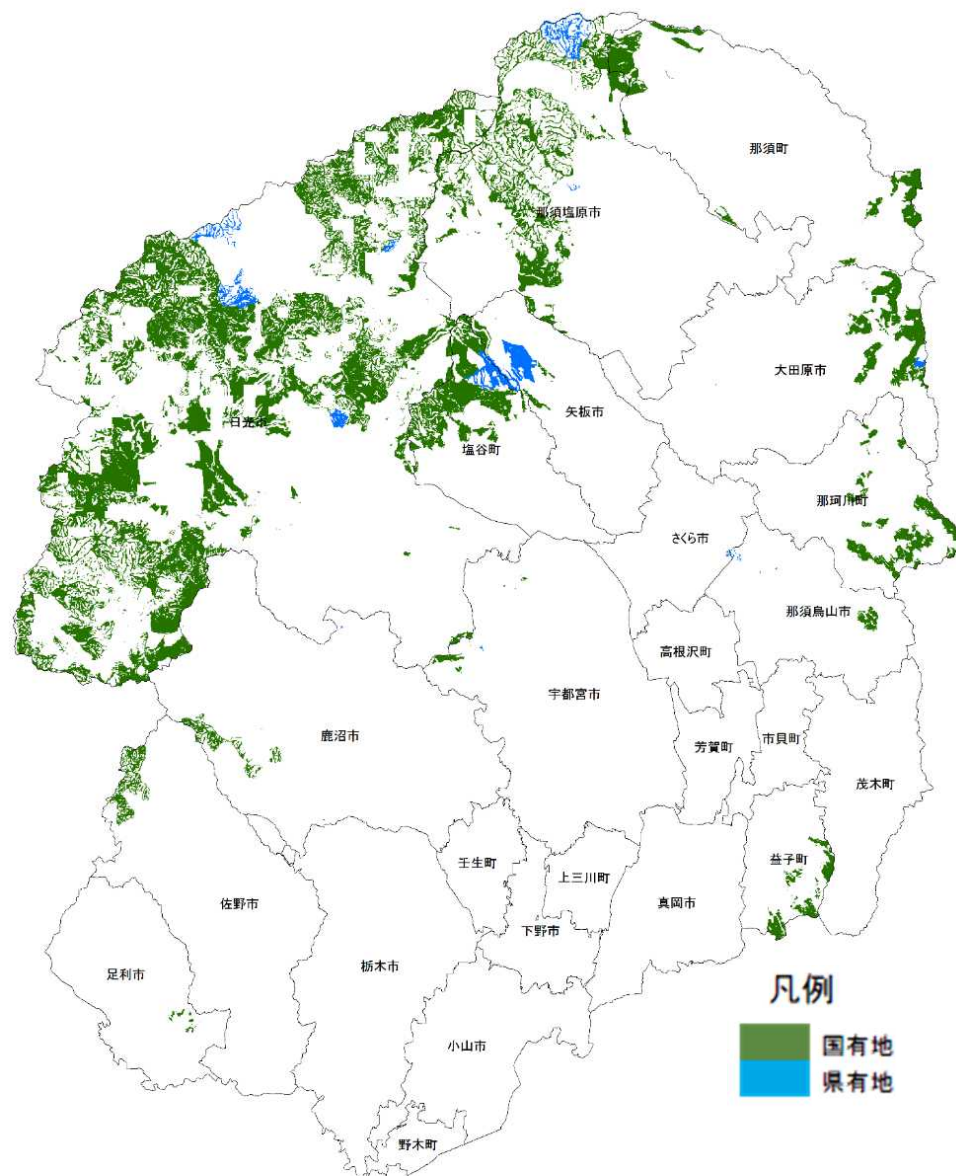 那須町
那須塩原市
大田原市
矢板市
日光市
塩谷町
那珂川町
さくら市
那須烏山市
高根沢町
宇都宮市
鹿沼市
芳賀町
市貝町
茂木町
壬生町
益子町
上三川町
佐野市
真岡市
下野市
栃木市
足利市
小山市
野木町
凡例
国有地
県有地